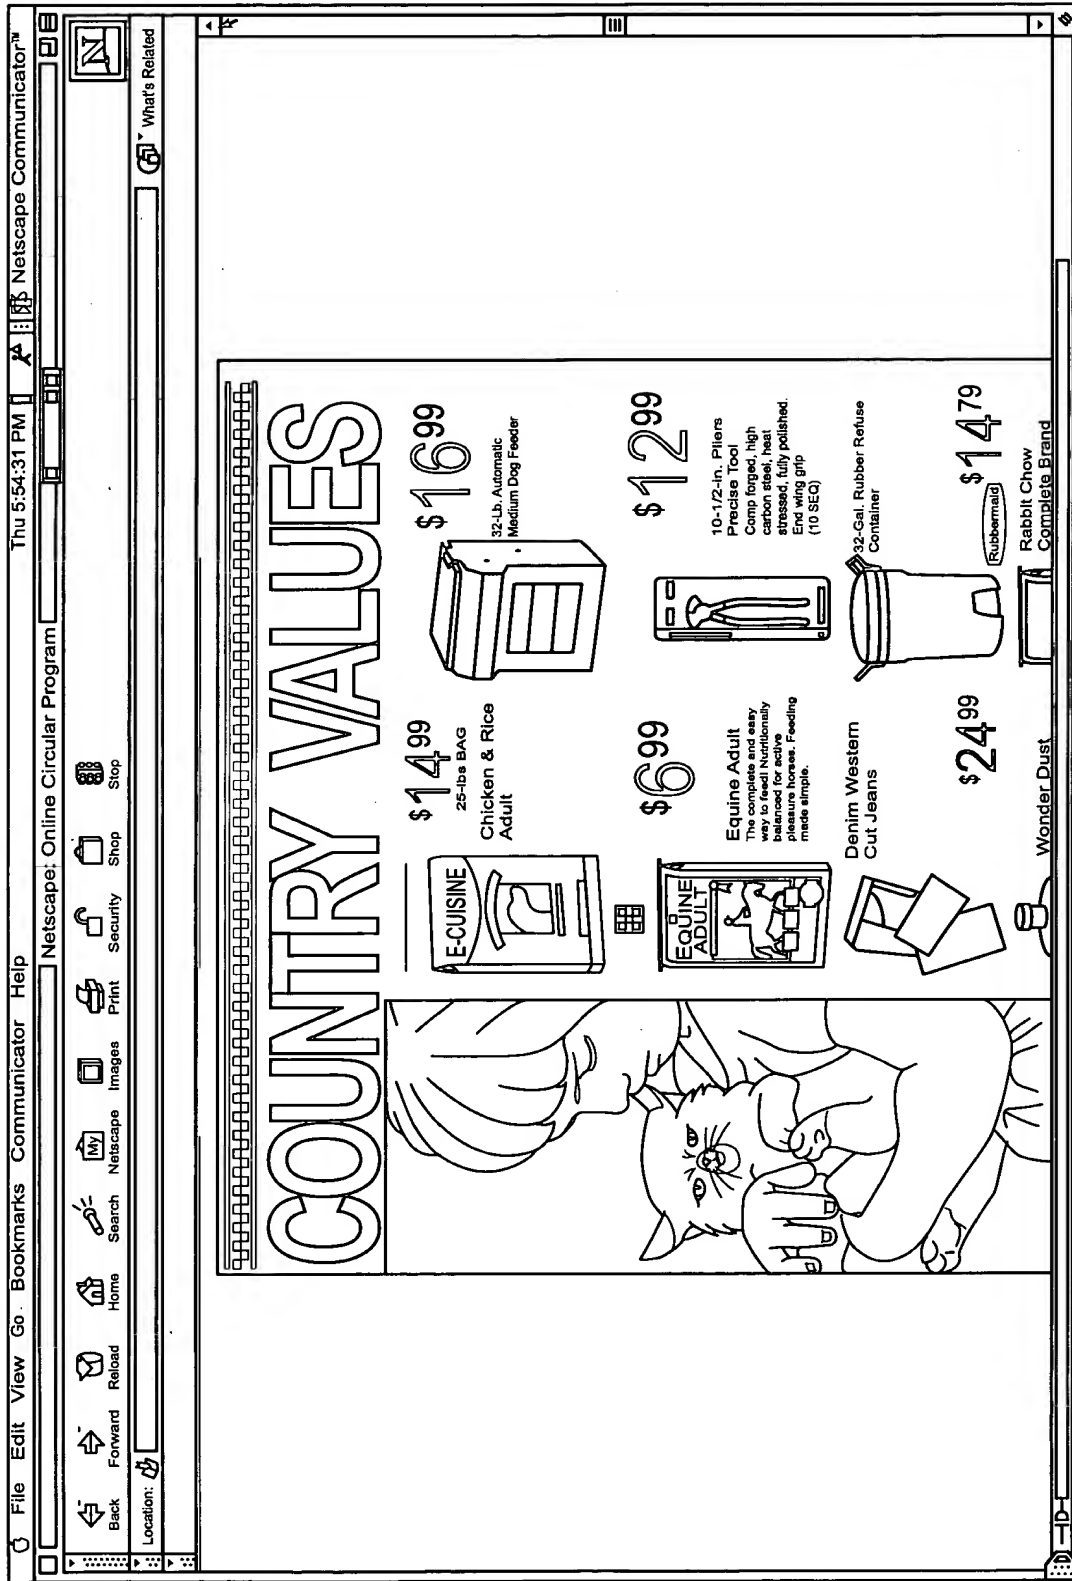 File Edit View Go Bookmarks Communicator Help
Thu 5:54:31 PM
Netscape Communicator™
Netscape: Online Circular Program
Back
Forward
Reload
Home
Search
My
Netscape
Images
Print
Security
Shop
Stop
N
Location:
What's Related
COUNTRY VALUES
E-CUISINE
$14 99
25-lbs BAG
Chicken & Rice
Adult
$16 99
32-Lb. Automatic
Medium Dog Feeder
EQUINE
ADULT
$6 99
Equine Adult
The complete and easy
way to feed! Nutritionally
balanced for active
pleasure horses. Feeding
made simple.
$12 99
10-1/2-in. Pliers
Precise Tool
Comp forged, high
carbon steel, heat
stressed, fully polished.
End wing grip
(10 SEQ)
Denim Western
Cut Jeans
$24 99
32-Gal. Rubber Refuse
Container
Rubbermaid
$14 79
Wonder Dust
Rabbit Chow
Complete Brand